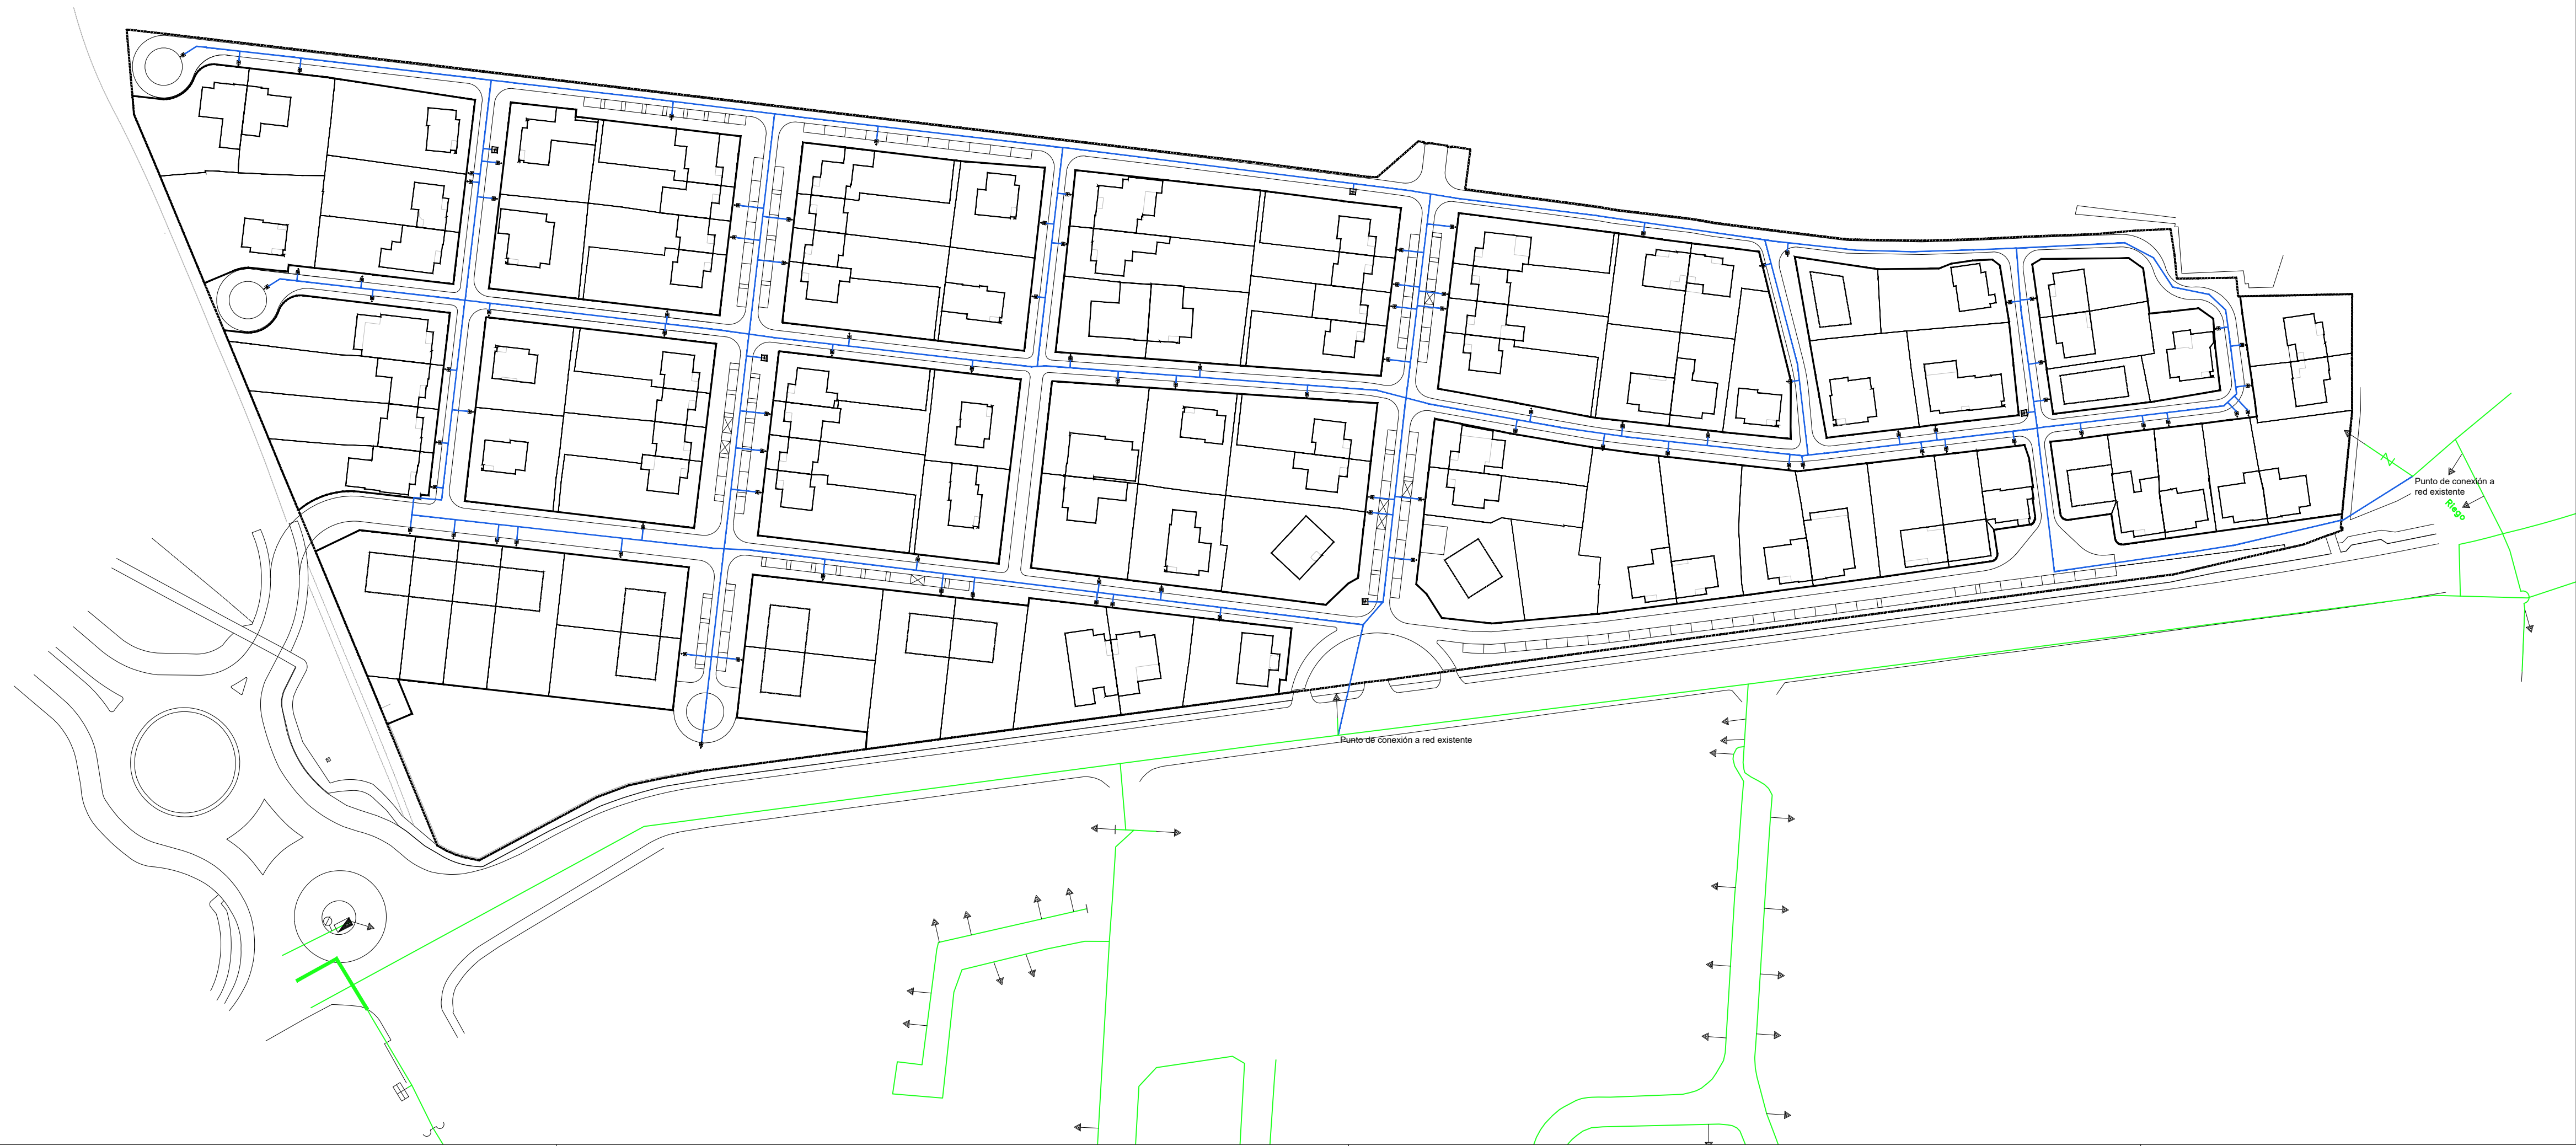 Punto de conexión a
red existente
Riego
Punto de conexión a red existente